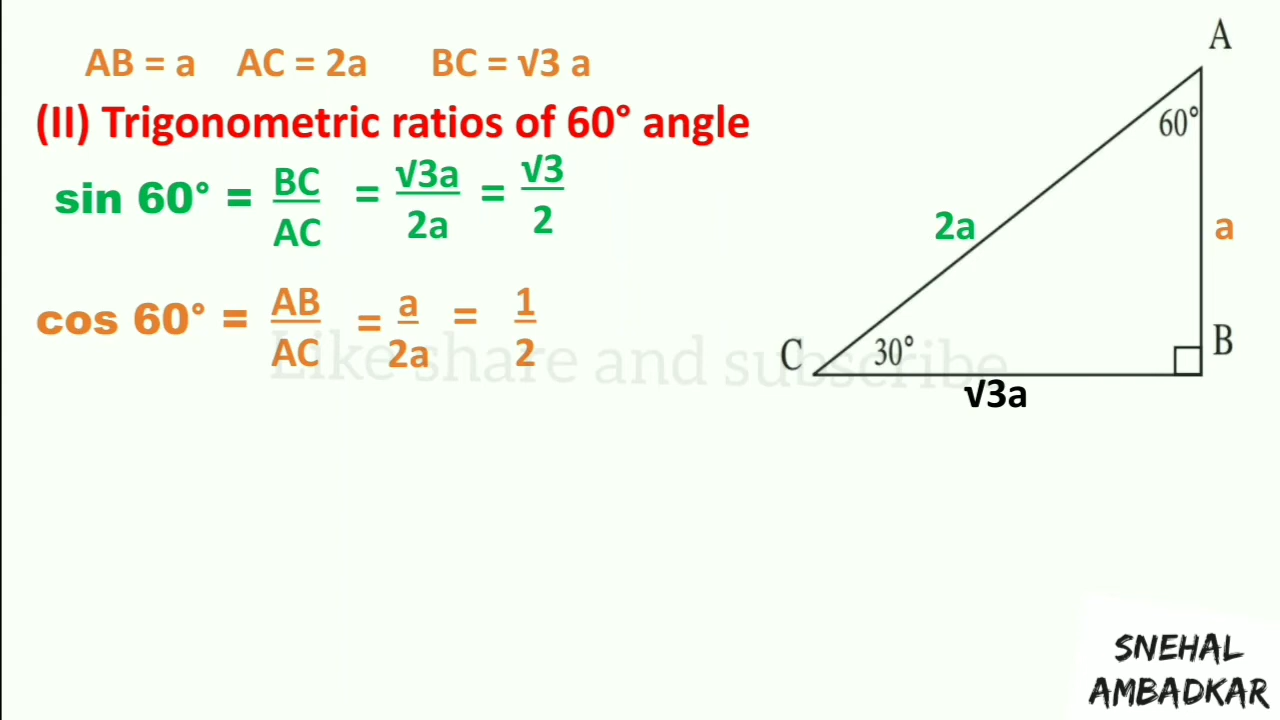 AB = a AC = 2a BC = √3 a
(II) Trigonometric ratios of 60° angle
sin 60° = BC/AC = √3a/2a = √3/2
cos 60° = AB/AC = a/2a = 1/2
Like share and subscribe
A
60°
2a
a
C
30°
B
√3a
SNEHAL
AMBADKAR